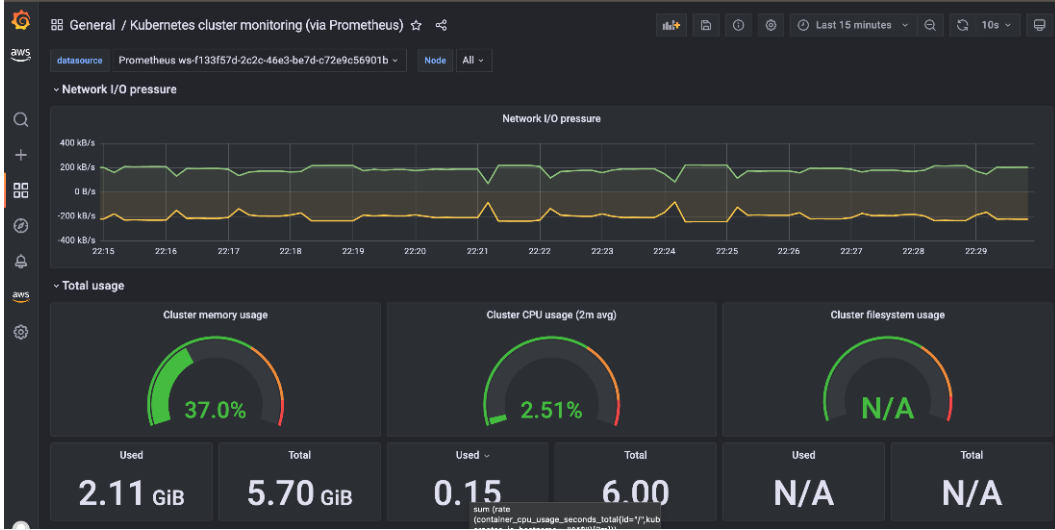 General / Kubernetes cluster monitoring (via Prometheus)
Last 15 minutes
10s
aws
datasource Prometheus ws-f133f57d-2c2c-46e3-be7d-c72e9c56901b Node All
Network I/O pressure
Network I/O pressure
400 kB/s
200 kB/s
0 B/s
-200 kB/s
-400 kB/s
22:15 22:16 22:17 22:18 22:19 22:20 22:21 22:22 22:23 22:24 22:25 22:26 22:27 22:28 22:29
aws
Total usage
Cluster memory usage Cluster CPU usage (2m avg) Cluster filesystem usage
37.0% 2.51% N/A
Used Total Used Total Used Total
2.11 GiB 5.70 GiB 0.15 6.00 N/A N/A
sum (rate
(container_cpu_usage_seconds_total{id="/",kub